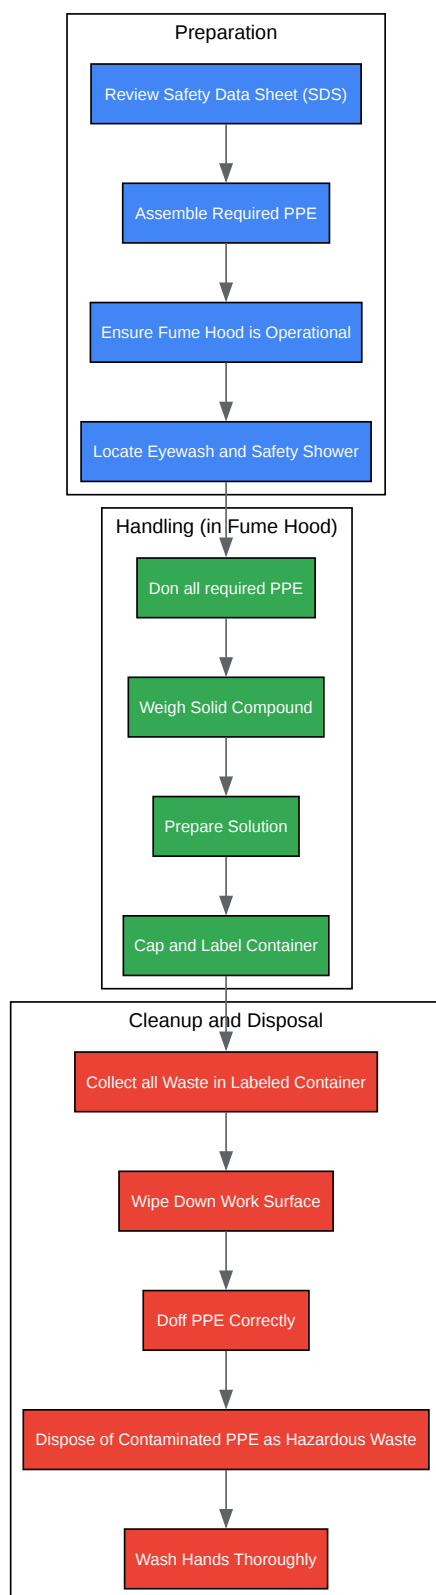 Preparation
Review Safety Data Sheet (SDS)
Assemble Required PPE
Ensure Fume Hood is Operational
Locate Eyewash and Safety Shower
Handling (in Fume Hood)
Don all required PPE
Weigh Solid Compound
Prepare Solution
Cap and Label Container
Cleanup and Disposal
Collect all Waste in Labeled Container
Wipe Down Work Surface
Doff PPE Correctly
Dispose of Contaminated PPE as Hazardous Waste
Wash Hands Thoroughly